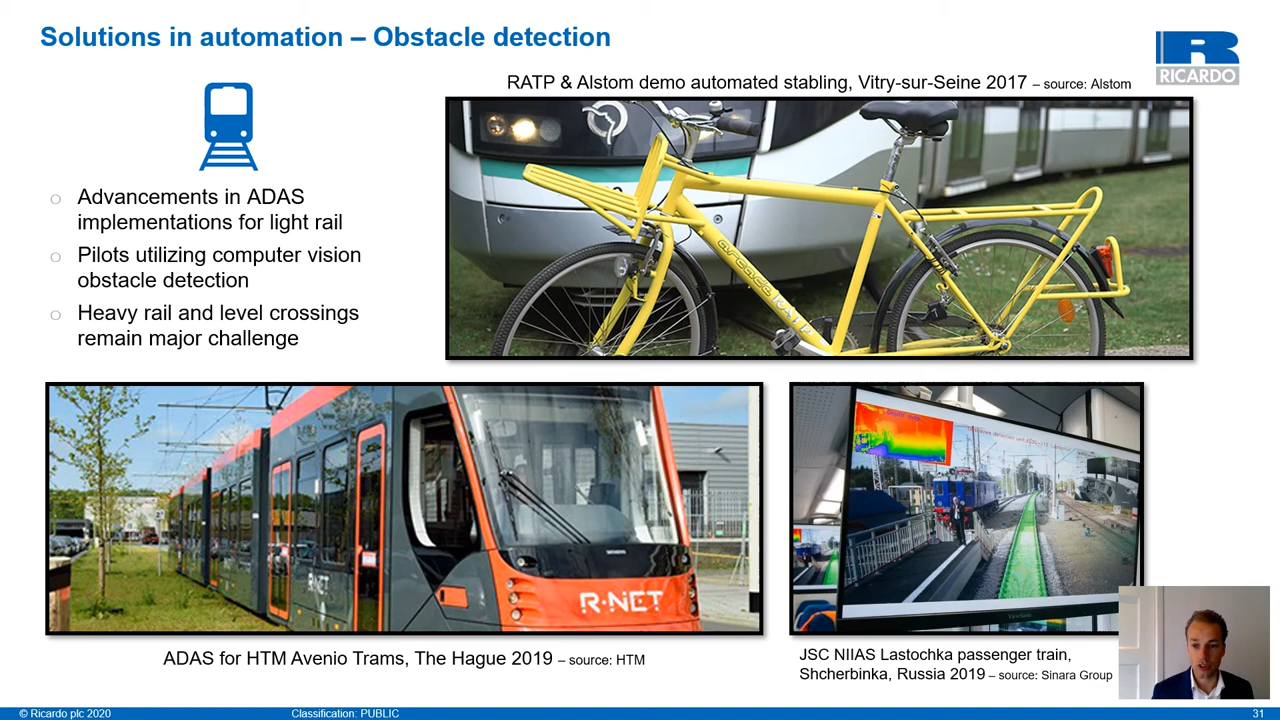 Solutions in automation – Obstacle detection
RICARDO
RATP & Alstom demo automated stabling, Vitry-sur-Seine 2017 – source: Alstom
Advancements in ADAS
implementations for light rail
Pilots utilizing computer vision
obstacle detection
Heavy rail and level crossings
remain major challenge
RATP
R-NET
R·NET
ADAS for HTM Avenio Trams, The Hague 2019 – source: HTM
JSC NIIAS Lastochka passenger train,
Shcherbinka, Russia 2019 – source: Sinara Group
© Ricardo plc 2020
Classification: PUBLIC
31